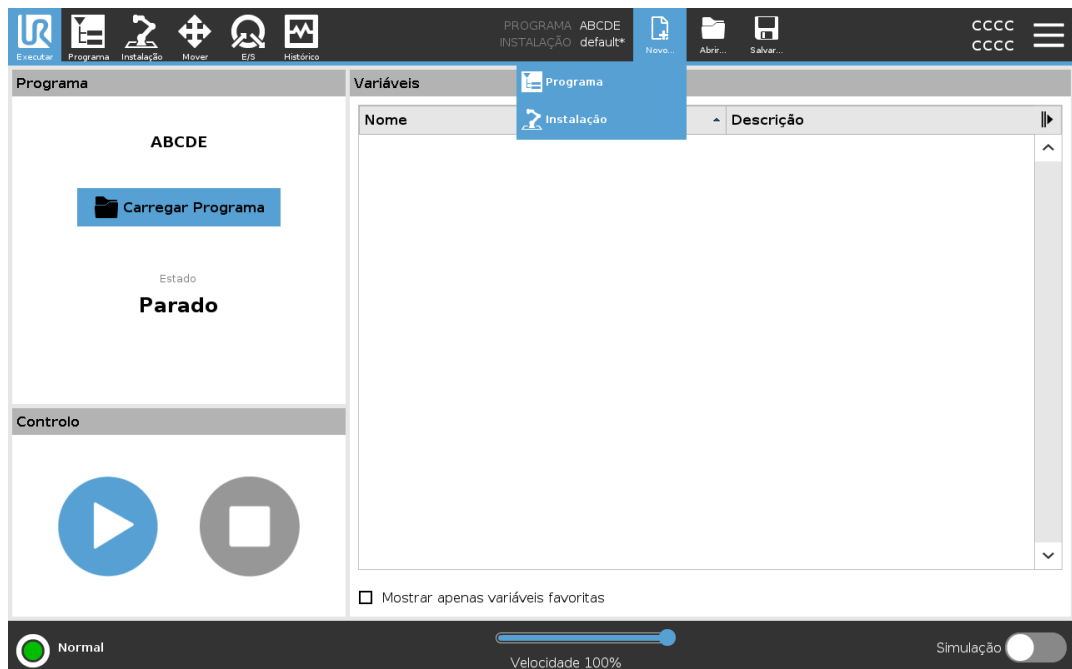 Executar
Programa
Instalação
Mover
E/S
Histórico
PROGRAMA ABCDE
INSTALAÇÃO default*
Novo...
Abrir...
Salvar...
CCCC
CCCC
Programa
Instalação
Programa
ABCDE
Carregar Programa
Estado
Parado
Controlo
Variáveis
Nome
Descrição
Mostrar apenas variáveis favoritas
Normal
Velocidade 100%
Simulação